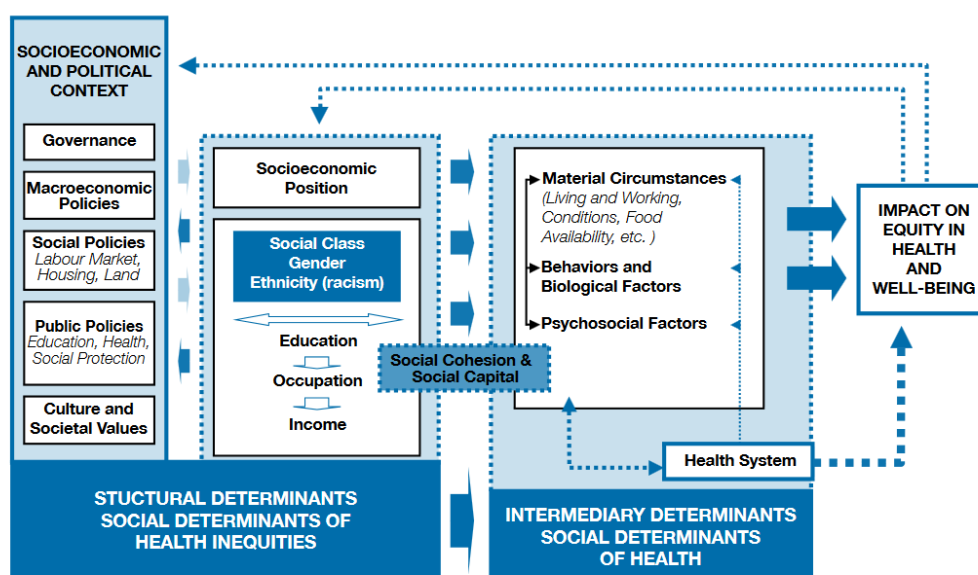 SOCIOECONOMIC
AND POLITICAL
CONTEXT
Governance
Macroeconomic
Policies
Social Policies
Labour Market,
Housing, Land
Public Policies
Education, Health,
Social Protection
Culture and
Societal Values
Socioeconomic
Position
Social Class
Gender
Ethnicity (racism)
Education
Occupation
Income
Social Cohesion &
Social Capital
Material Circumstances
(Living and Working,
Conditions, Food
Availability, etc. )
Behaviors and
Biological Factors
Psychosocial Factors
Health System
IMPACT ON
EQUITY IN
HEALTH
AND
WELL-BEING
STUCTURAL DETERMINANTS
SOCIAL DETERMINANTS OF
HEALTH INEQUITIES
INTERMEDIARY DETERMINANTS
SOCIAL DETERMINANTS
OF HEALTH